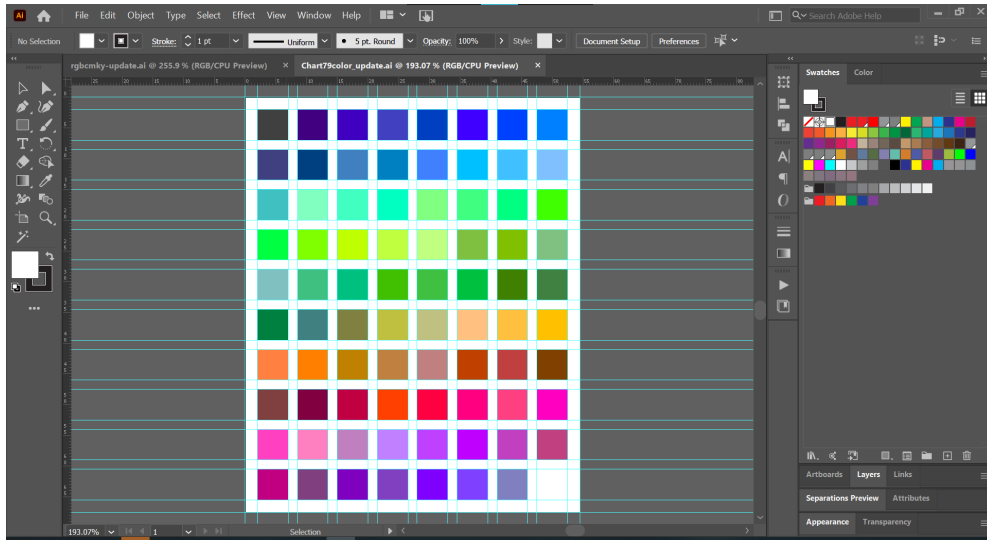 Ai File Edit Object Type Select Effect View Window Help Search Adobe Help
No Selection Stroke: 1 pt Uniform 5 pt. Round Opacity: 100% Style: Document Setup Preferences
rgbcmky-update.ai @ 255.9 % (RGB/CPU Preview) × Chart79color_update.ai @ 193.07 % (RGB/CPU Preview) ×
Swatches Color
Artboards Layers Links
Separations Preview Attributes
Appearance Transparency
193.07% 1 Selection